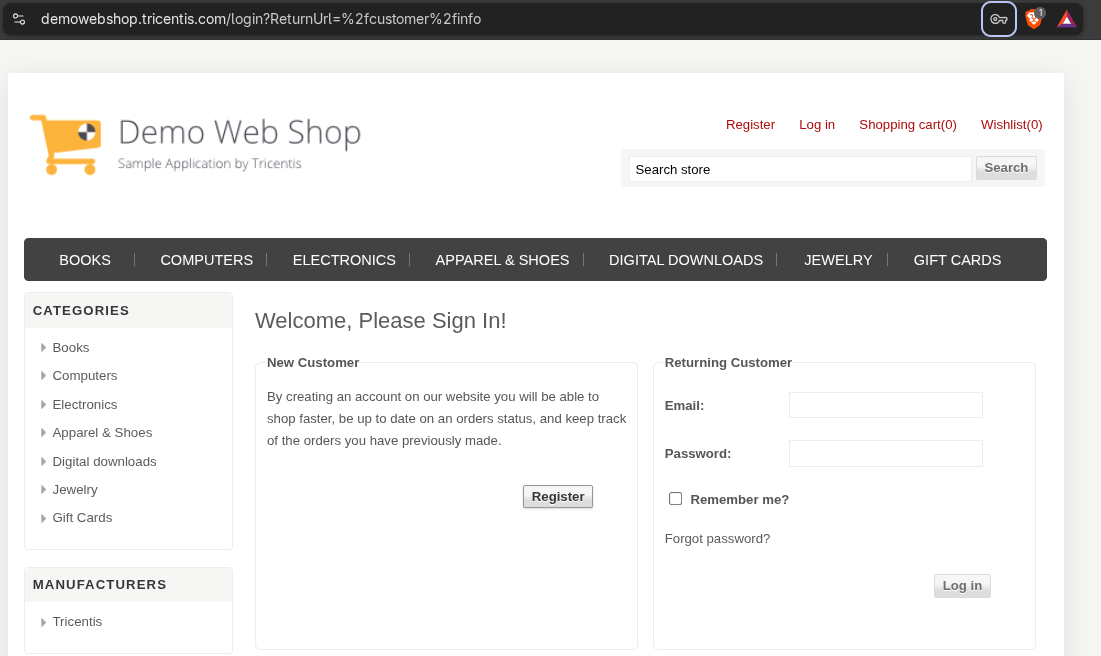 demowebshop.tricentis.com/login?ReturnUrl=%2fcustomer%2finfo
1
Demo Web Shop
Sample Application by Tricentis
Register Log in Shopping cart(0) Wishlist(0)
Search store Search
BOOKS COMPUTERS ELECTRONICS APPAREL & SHOES DIGITAL DOWNLOADS JEWELRY GIFT CARDS
CATEGORIES
Books
Computers
Electronics
Apparel & Shoes
Digital downloads
Jewelry
Gift Cards
MANUFACTURERS
Tricentis
Welcome, Please Sign In!
New Customer
By creating an account on our website you will be able to
shop faster, be up to date on an orders status, and keep track
of the orders you have previously made.
Register
Returning Customer
Email:
Password:
Remember me?
Forgot password?
Log in